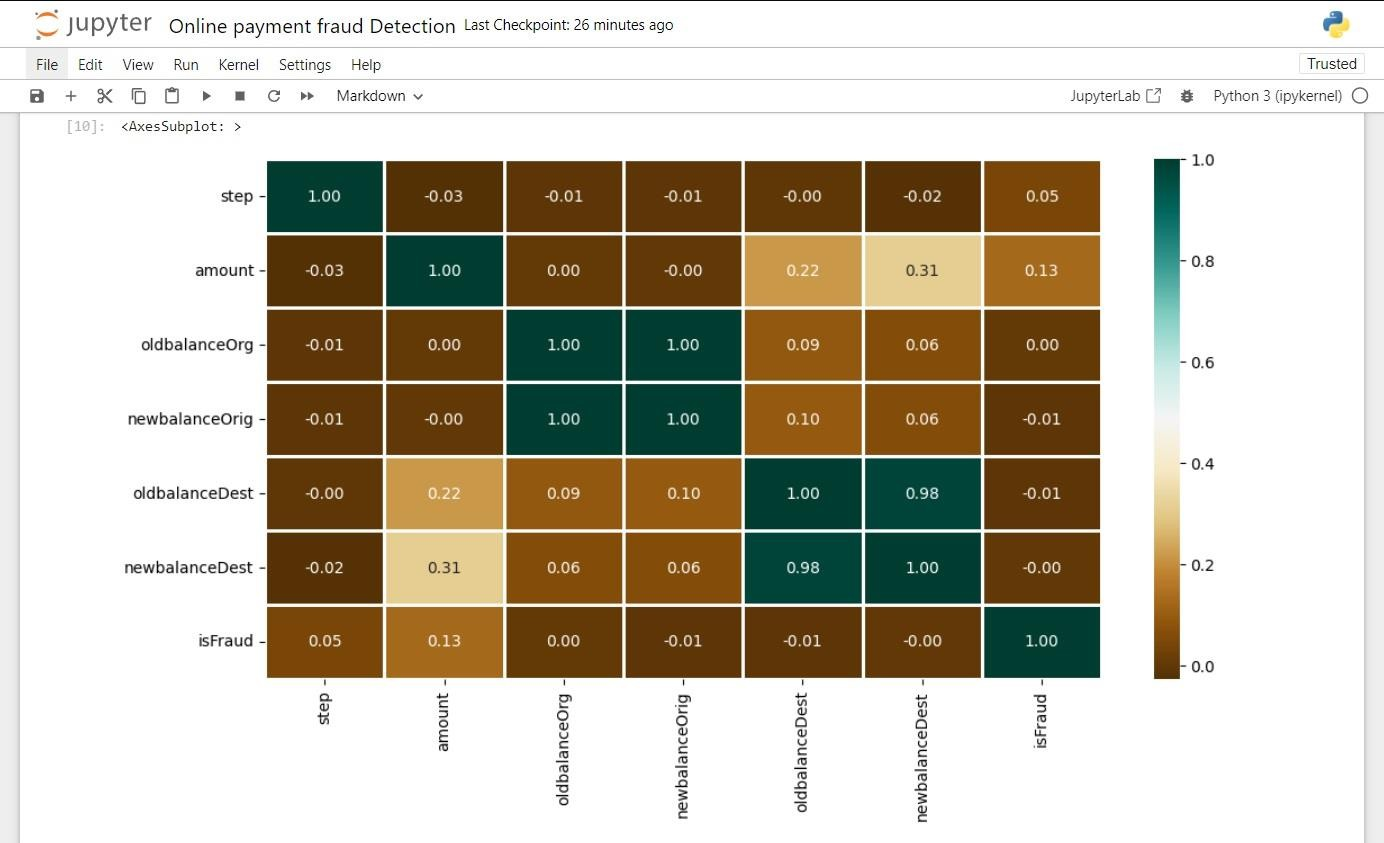 jupyter Online payment fraud Detection Last Checkpoint: 26 minutes ago
File Edit View Run Kernel Settings Help Trusted
Markdown JupyterLab Python 3 (ipykernel)
[10]: <AxesSubplot: >
step 1.00 -0.03 -0.01 -0.01 -0.00 -0.02 0.05
amount -0.03 1.00 0.00 -0.00 0.22 0.31 0.13
oldbalanceOrg -0.01 0.00 1.00 1.00 0.09 0.06 0.00
newbalanceOrig -0.01 -0.00 1.00 1.00 0.10 0.06 -0.01
oldbalanceDest -0.00 0.22 0.09 0.10 1.00 0.98 -0.01
newbalanceDest -0.02 0.31 0.06 0.06 0.98 1.00 -0.00
isFraud 0.05 0.13 0.00 -0.01 -0.01 -0.00 1.00
step amount oldbalanceOrg newbalanceOrig oldbalanceDest newbalanceDest isFraud
1.0
0.8
0.6
0.4
0.2
0.0